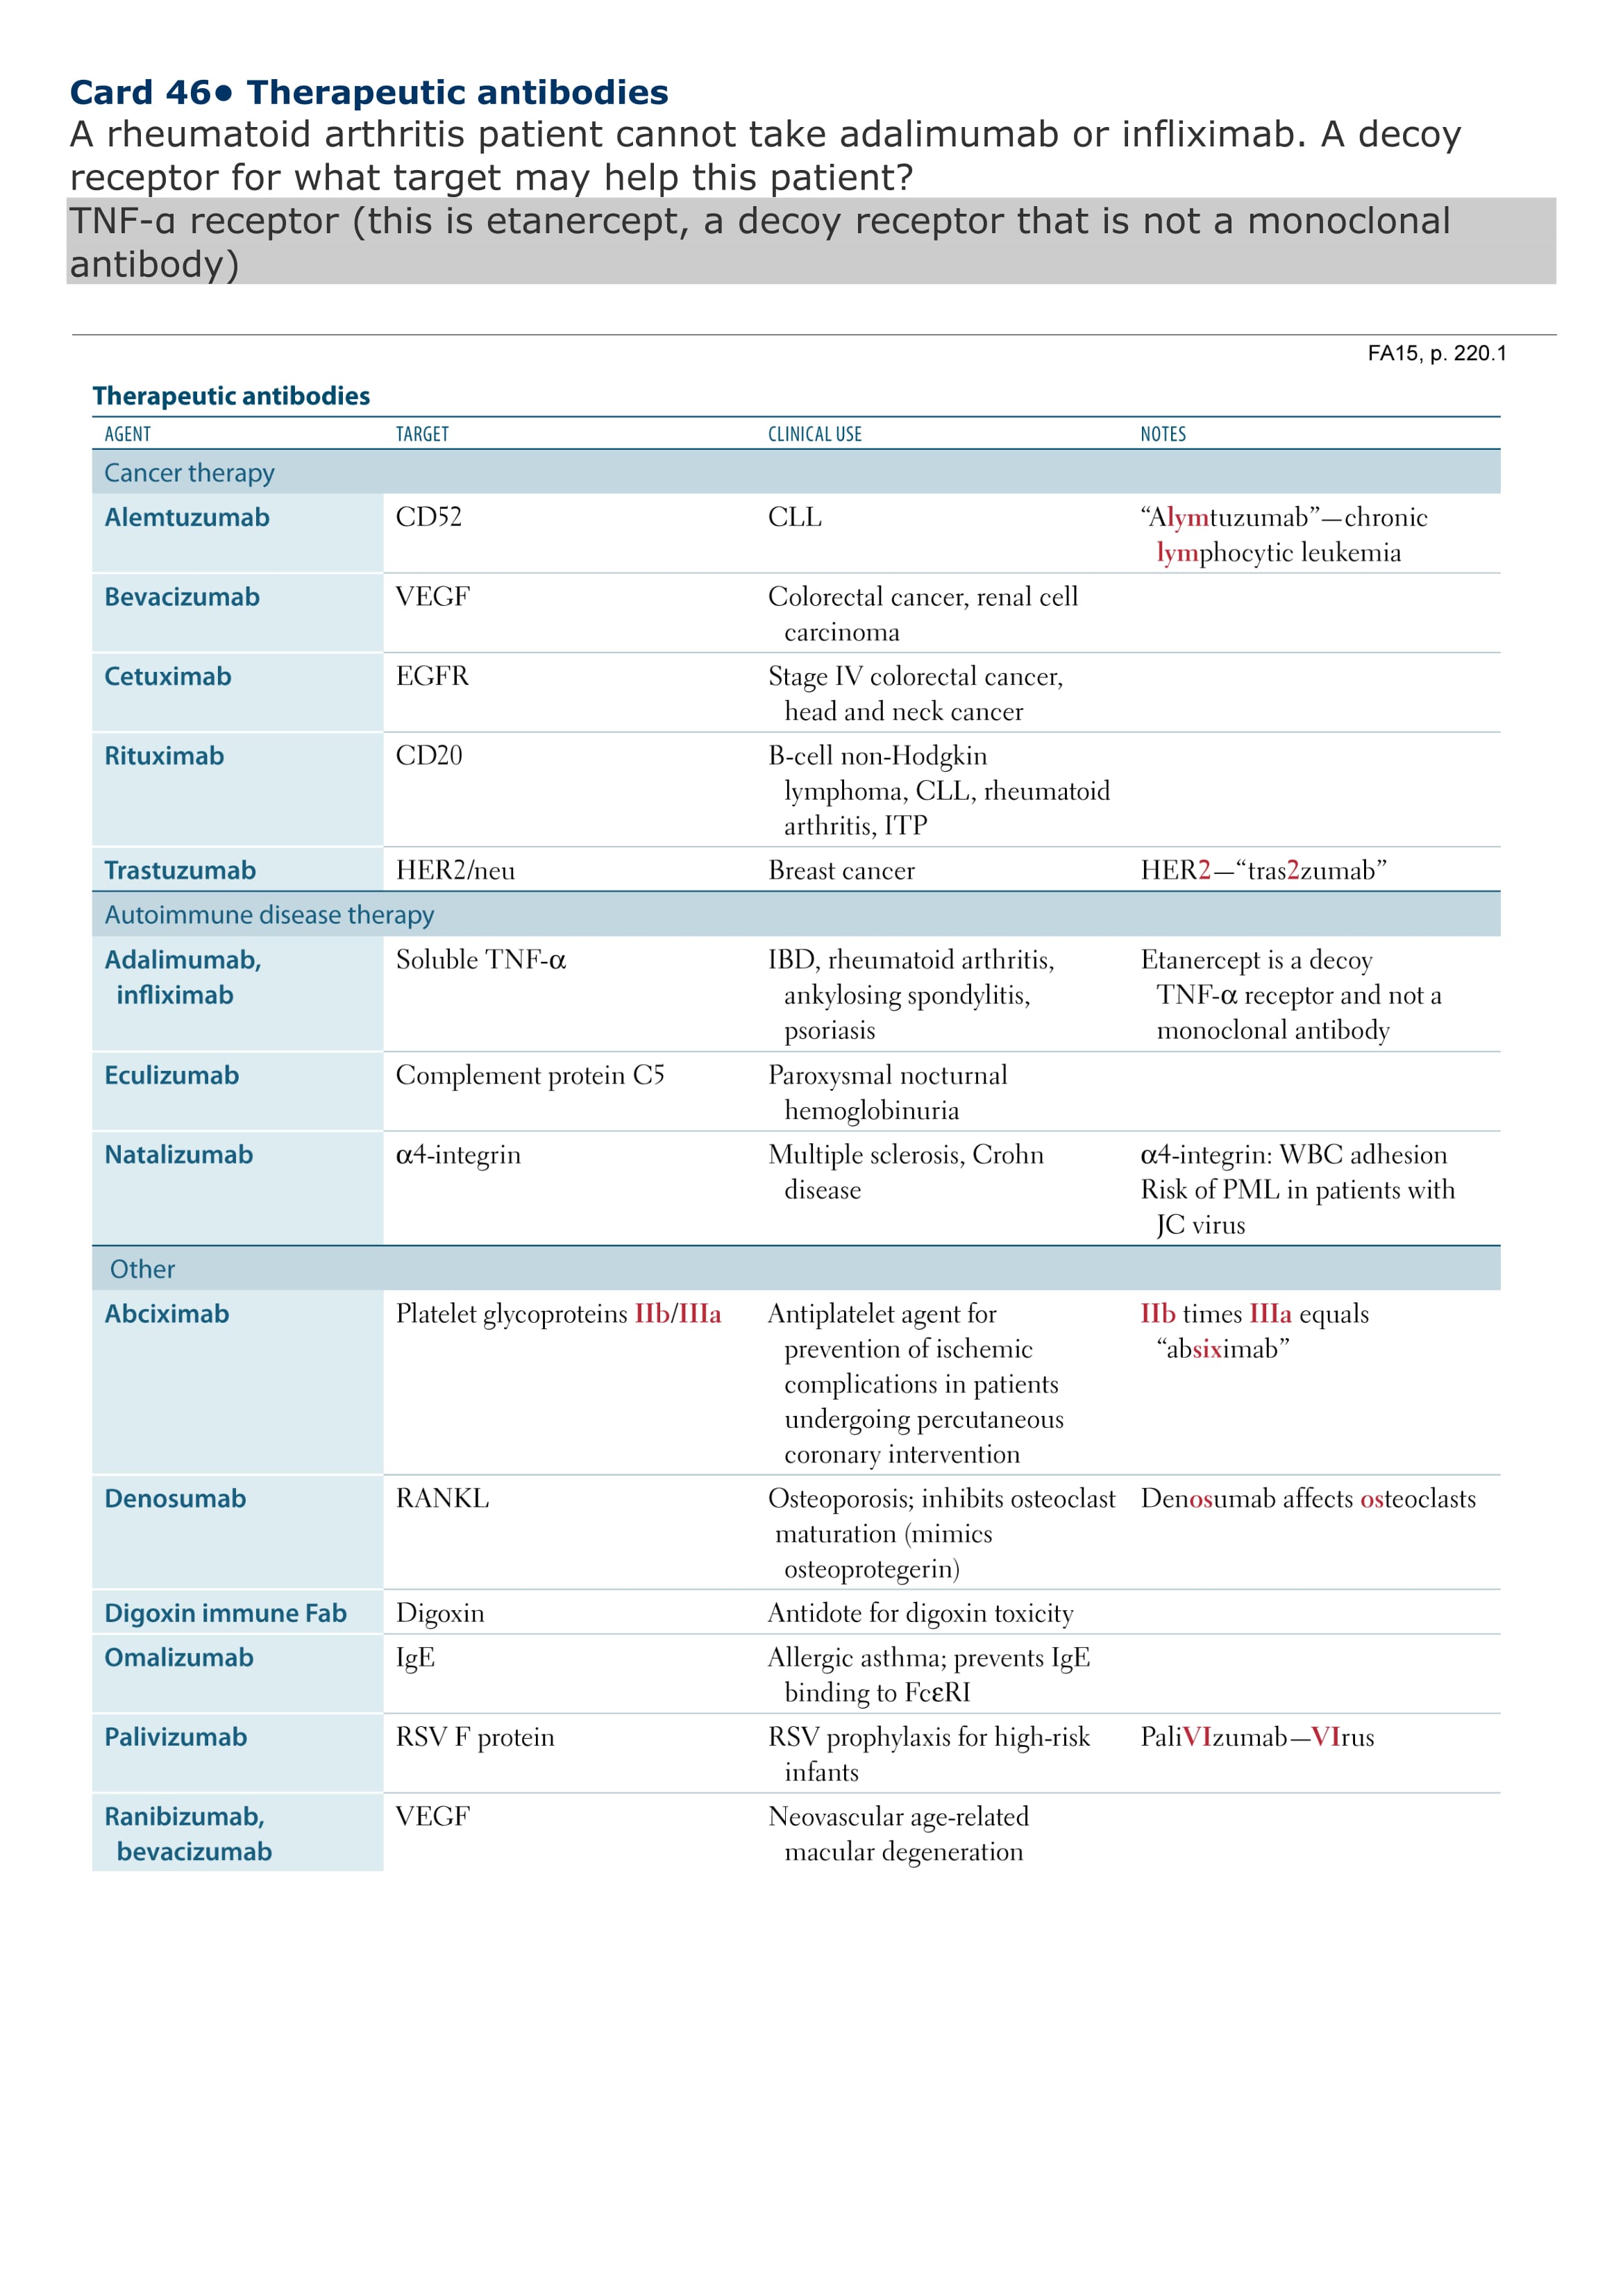 Card 46● Therapeutic antibodies
A rheumatoid arthritis patient cannot take adalimumab or infliximab. A decoy
receptor for what target may help this patient?
TNF-α receptor (this is etanercept, a decoy receptor that is not a monoclonal
antibody)
FA15, p. 220.1
Therapeutic antibodies
AGENT TARGET CLINICAL USE NOTES
Cancer therapy
Alemtuzumab CD52 CLL “Alymtuzumab”—chronic
lymphocytic leukemia
Bevacizumab VEGF Colorectal cancer, renal cell
carcinoma
Cetuximab EGFR Stage IV colorectal cancer,
head and neck cancer
Rituximab CD20 B-cell non-Hodgkin
lymphoma, CLL, rheumatoid
arthritis, ITP
Trastuzumab HER2/neu Breast cancer HER2—“tras2zumab”
Autoimmune disease therapy
Adalimumab, Soluble TNF-α IBD, rheumatoid arthritis, Etanercept is a decoy
infliximab ankylosing spondylitis, TNF-α receptor and not a
psoriasis monoclonal antibody
Eculizumab Complement protein C5 Paroxysmal nocturnal
hemoglobinuria
Natalizumab α4-integrin Multiple sclerosis, Crohn α4-integrin: WBC adhesion
disease Risk of PML in patients with
JC virus
Other
Abciximab Platelet glycoproteins IIb/IIIa Antiplatelet agent for IIb times IIIa equals
prevention of ischemic “absiximab”
complications in patients
undergoing percutaneous
coronary intervention
Denosumab RANKL Osteoporosis; inhibits osteoclast Denosumab affects osteoclasts
maturation (mimics
osteoprotegerin)
Digoxin immune Fab Digoxin Antidote for digoxin toxicity
Omalizumab IgE Allergic asthma; prevents IgE
binding to FcεRI
Palivizumab RSV F protein RSV prophylaxis for high-risk PaliVIzumab—VIrus
infants
Ranibizumab, VEGF Neovascular age-related
bevacizumab macular degeneration